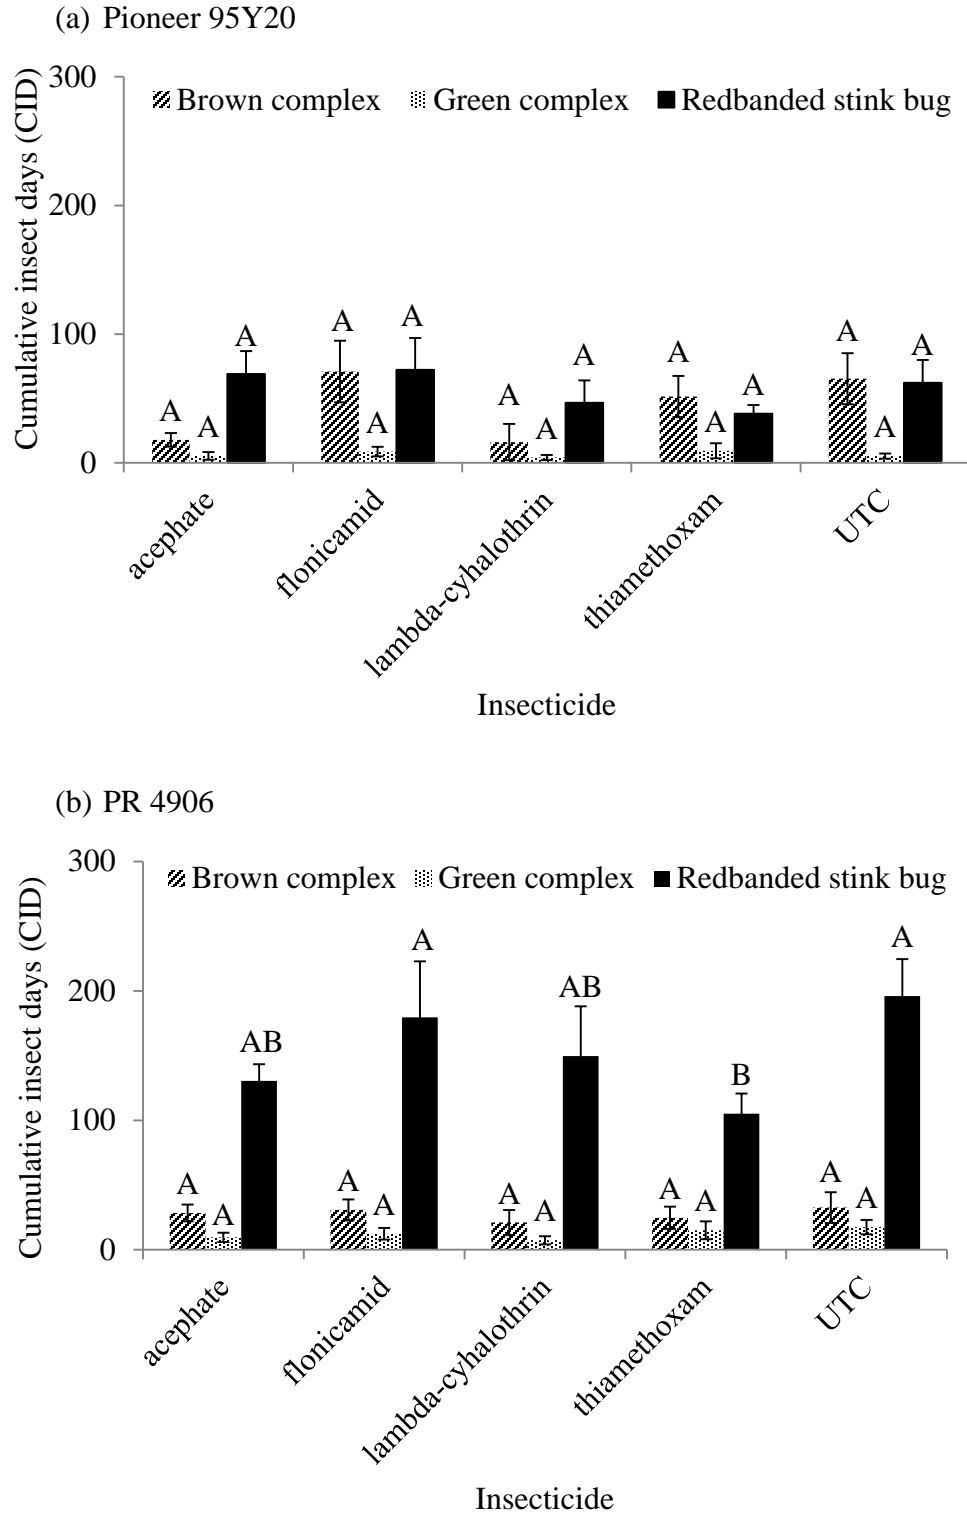 (a) Pioneer 95Y20
Cumulative insect days (CID)
300
200
100
0
Brown complex Green complex Redbanded stink bug
A A A A A A A A A A A A A A A
acephate flonicamid lambda-cyhalothrin thiamethoxam UTC
Insecticide
(b) PR 4906
Cumulative insect days (CID)
300
200
100
0
Brown complex Green complex Redbanded stink bug
A A AB A A A A A AB A A B A A A
acephate flonicamid lambda-cyhalothrin thiamethoxam UTC
Insecticide